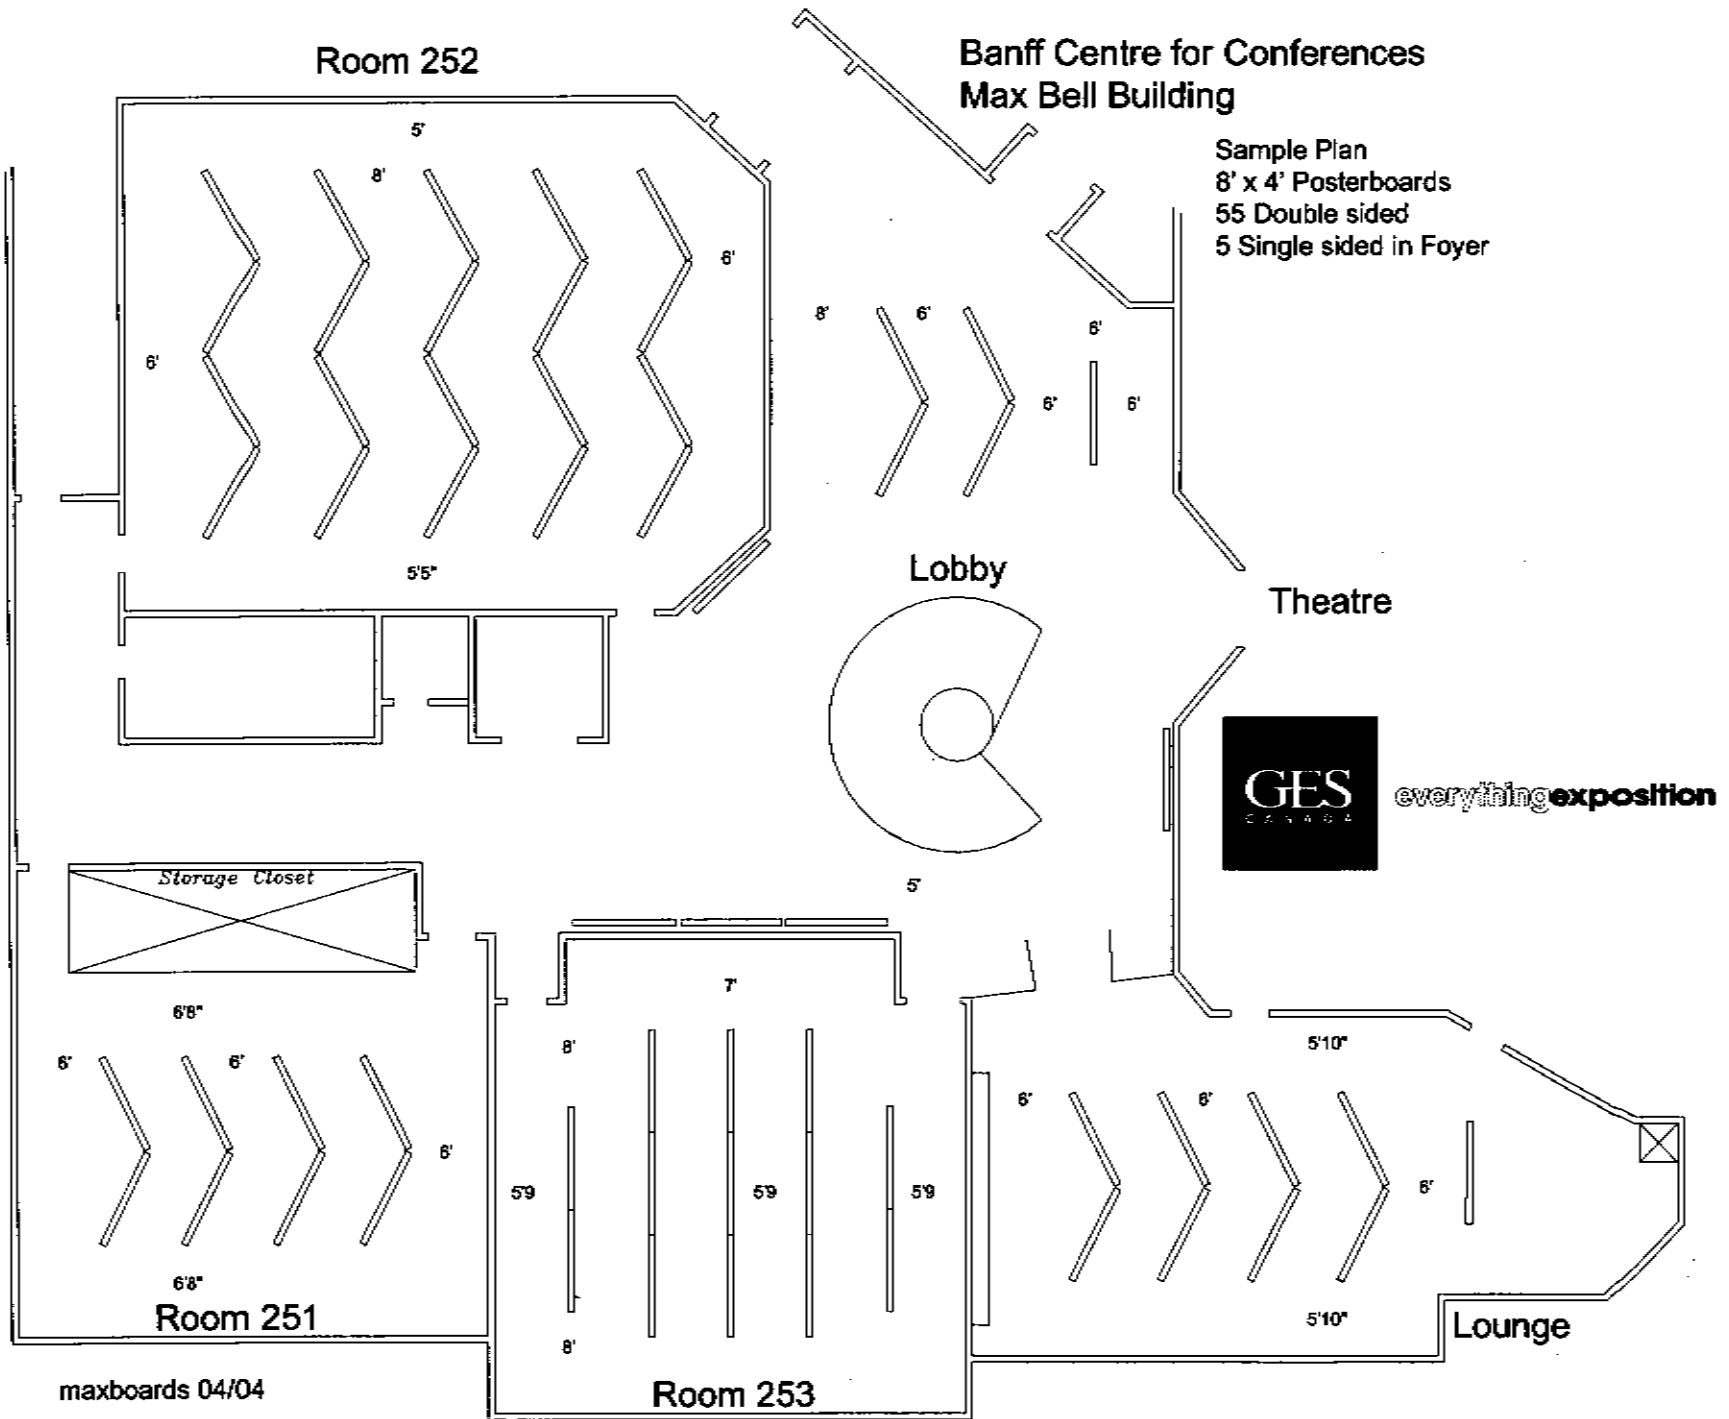 Room 252
Banff Centre for Conferences
Max Bell Building
Sample Plan
8' x 4' Posterboards
55 Double sided
5 Single sided in Foyer
5'
8'
6'
6'
5'5"
8'
6'
6'
6'
6'
Lobby
Theatre
GES
CANADA
everythingexposition
Storage Closet
5'
6'8"
6'
6'
6'
6'8"
Room 251
7'
8'
5'9
5'9
5'9
8'
Room 253
5'10"
6'
6'
6'
5'10"
Lounge
maxboards 04/04